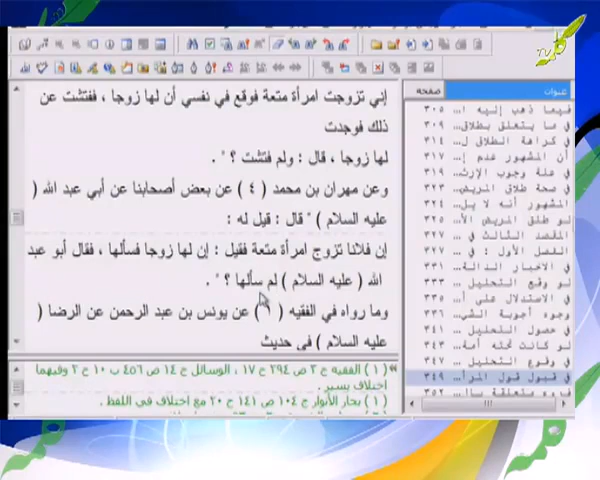 عنوان
صفحه
إني تزوجت امرأة متعة فوقع في نفسي أن لها زوجا ، ففتشت عن
ذلك فوجدت
لها زوجا ، قال : ولم فتشت ؟ " .
وعن مهران بن محمد ( ٤ ) عن بعض أصحابنا عن أبي عبد الله (
عليه السلام ) " قال : قيل له :
إن فلانا تزوج امرأة متعة فقيل : إن لها زوجا فسألها ، فقال أبو عبد
الله ( عليه السلام ) لم سألها ؟ " .
وما رواه في الفقيه ( ٦ ) عن يونس بن عبد الرحمن عن الرضا (
عليه السلام ) في حديث
( ١ ) الفقيه ج ٣ ص ٢٩٤ ح ١٧ ، الوسائل ج ١٤ ص ٤٥٦ ب ١٠ ح ٢ وفيهما
اختلاف يسير .
( ١ ) بحار الأنوار ج ١٠٤ ص ١٤١ ح ٢٠ مع اختلاف في اللفظ .
فيما ذهب إليه ا... ٣٠٥
في ما يتعلق بطلاق... ٣٠٩
في كراهة الطلاق ل... ٣١٤
أن المشهور عدم إ... ٣١٧
في علة وجوب الإرث... ٣١٩
في صحة طلاق المريض ٣٢٣
المشهور أنه لا يل... ٣٢٤
لو طلق المريض الأ... ٣٢٥
المقصد الثالث في ... ٣٢٧
الفصل الأول : في ... ٣٢٧
في الاخبار الدالة... ٣٣١
لو وقع التحليل ... ٣٣٣
في الاستدلال على أ... ٣٣٥
وجوه أجوبة الشي... ٣٣٦
في حصول التحليل ... ٣٤١
لو كانت تحته أمة... ٣٤٣
في وقوع التحليل ... ٣٤٧
في قبول قول المرأ... ٣٤٩